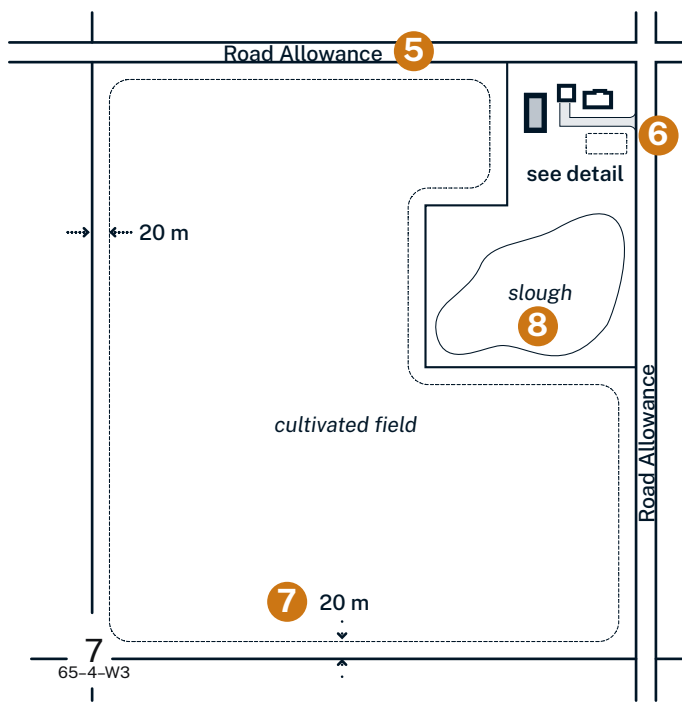 Road Allowance 5
6
see detail
20 m
slough
8
Road Allowance
cultivated field
7 20 m
7
65-4-W3